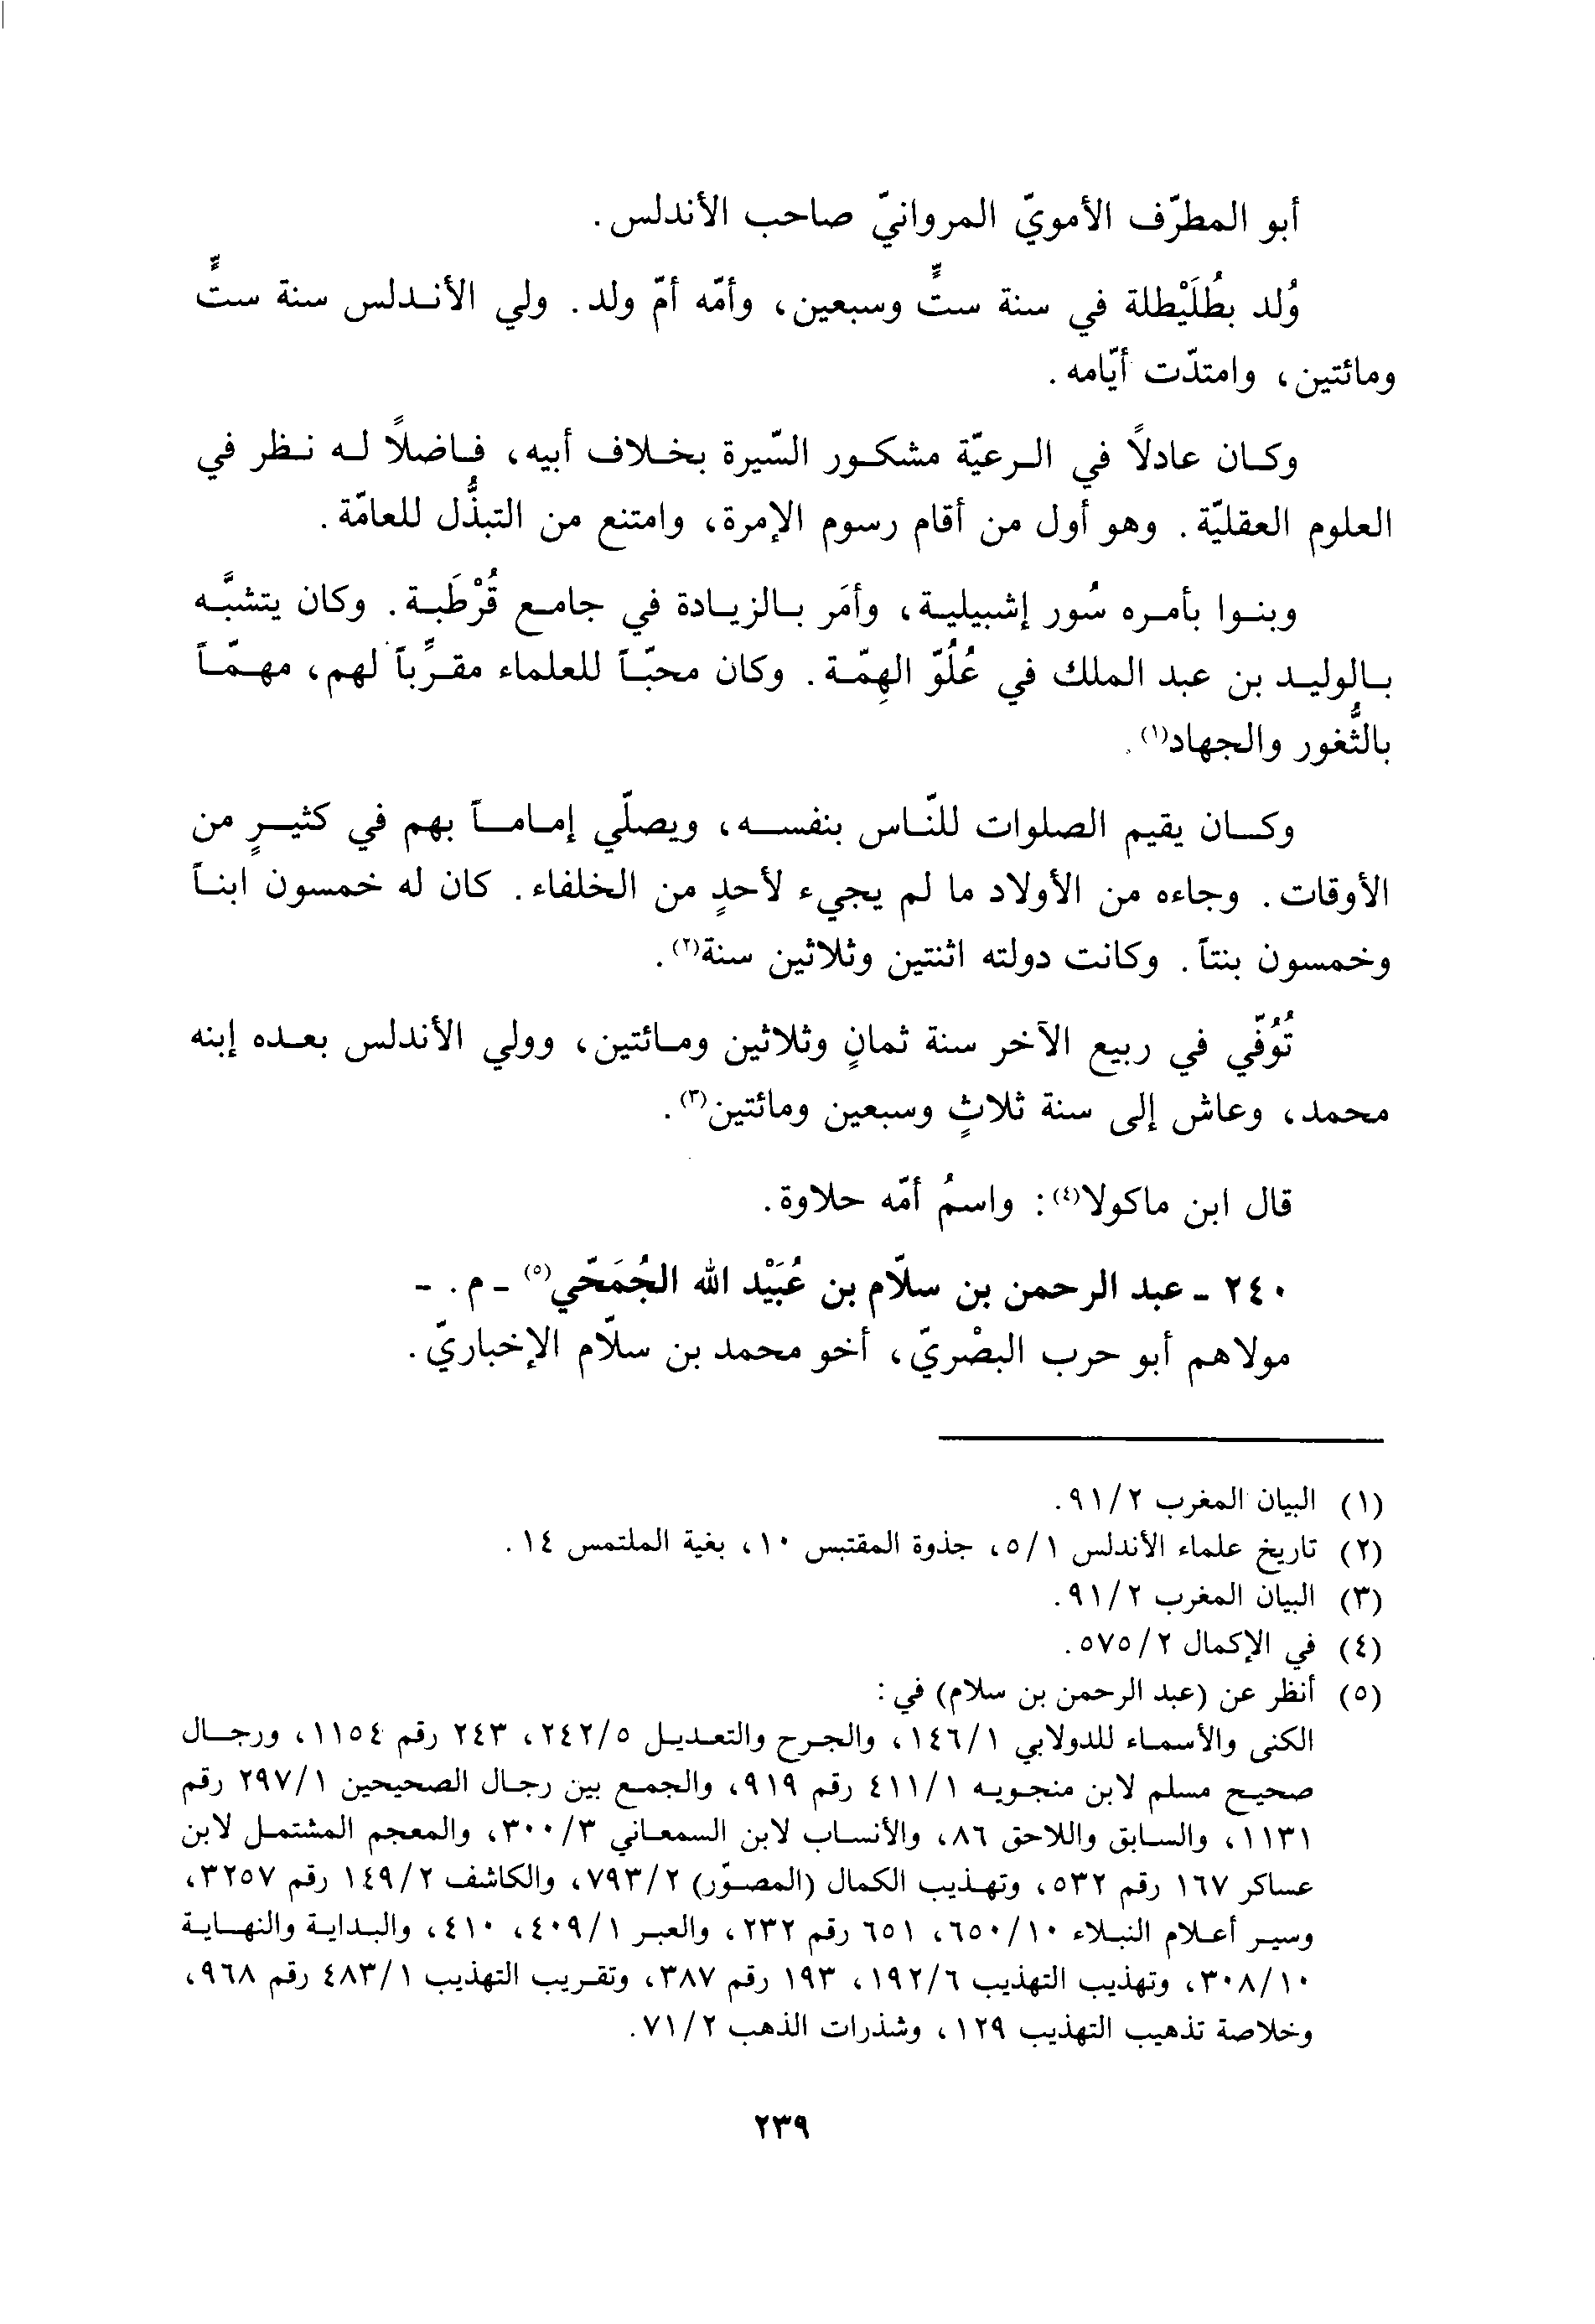 أبو المطرّف الأمويّ المروانيّ صاحب الأندلس.
وُلد بطُلَيْطلة في سنة ستٍّ وسبعين، وأمّه أمّ ولد. ولي الأندلس سنة ستٍّ
ومائتين، وامتدّت أيّامه.
وكان عادلاً في الرعيّة مشكور السّيرة بخلاف أبيه، فاضلاً له نظر في
العلوم العقليّة. وهو أول من أقام رسوم الإمرة، وامتنع من التبذُّل للعامّة.
وبنوا بأمره سُور إشبيلية، وأمَر بالزيادة في جامع قُرْطَبة. وكان يتشبَّه
بالوليد بن عبد الملك في عُلُوّ الهِمّة. وكان محبّاً للعلماء مقرِّباً لهم، مهمّاً
بالثُّغور والجهاد(١).
وكان يقيم الصلوات للنّاس بنفسه، ويصلّي إماماً بهم في كثيرٍ من
الأوقات. وجاءه من الأولاد ما لم يجيء لأحدٍ من الخلفاء. كان له خمسون ابناً
وخمسون بنتاً. وكانت دولته اثنتين وثلاثين سنة(٢).
تُوُفّي في ربيع الآخر سنة ثمانٍ وثلاثين ومائتين، وولي الأندلس بعده إبنه
محمد، وعاش إلى سنة ثلاثٍ وسبعين ومائتين(٣).
قال ابن ماكولا(٤): واسمُ أمّه حلاوة.
٢٤٠ - عبد الرحمن بن سلاّم بن عُبَيْد الله الجُمَحّي(٥) - م. -
مولاهم أبو حرب البصْريّ، أخو محمد بن سلاّم الإخباريّ.
(١) البيان المغرب ٢/ ٩١.
(٢) تاريخ علماء الأندلس ١/ ٥، جذوة المقتبس ١٠، بغية الملتمس ١٤.
(٣) البيان المغرب ٢/ ٩١.
(٤) في الإكمال ٢/ ٥٧٥.
(٥) أنظر عن (عبد الرحمن بن سلام) في:
الكنى والأسماء للدولابي ١/ ١٤٦، والجرح والتعديل ٥/ ٢٤٢، ٢٤٣ رقم ١١٥٤، ورجال
صحيح مسلم لابن منجويه ١/ ٤١١ رقم ٩١٩، والجمع بين رجال الصحيحين ١/ ٢٩٧ رقم
١١٣١، والسابق واللاحق ٨٦، والأنساب لابن السمعاني ٣/ ٣٠٠، والمعجم المشتمل لابن
عساكر ١٦٧ رقم ٥٣٢، وتهذيب الكمال (المصوّر) ٢/ ٧٩٣، والكاشف ٢/ ١٤٩ رقم ٣٢٥٧،
وسير أعلام النبلاء ١٠/ ٦٥٠، ٦٥١ رقم ٢٣٢، والعبر ١/ ٤٠٩، ٤١٠، والبداية والنهاية
١٠/ ٣٠٨، وتهذيب التهذيب ٦/ ١٩٢، ١٩٣ رقم ٣٨٧، وتقريب التهذيب ١/ ٤٨٣ رقم ٩٦٨،
وخلاصة تذهيب التهذيب ١٢٩، وشذرات الذهب ٢/ ٧١.
٢٣٩